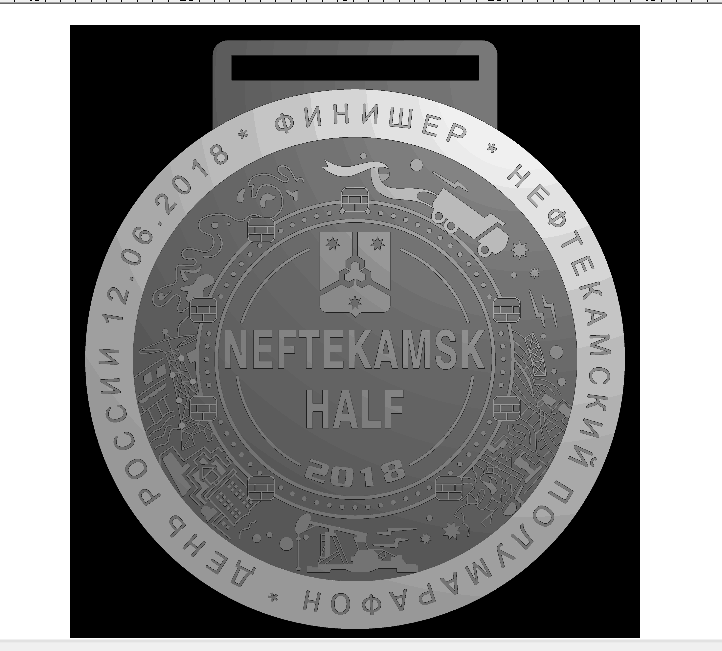 ФИНИШЕР * НЕФТЕКАМСКИЙ ПОЛУМАРАФОН * ДЕНЬ РОССИИ 12.06.2018 *
NEFTEKAMSK
HALF
2018